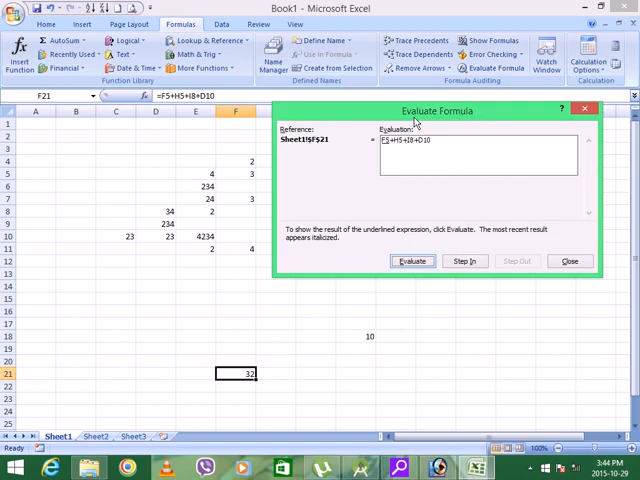 Book1 - Microsoft Excel
Home Insert Page Layout Formulas Data Review View
fx Insert Function
AutoSum
Recently Used
Financial
Logical
Text
Date & Time
Lookup & Reference
Math & Trig
More Functions
Function Library
Name Manager
Define Name
Use in Formula
Create from Selection
Defined Names
Trace Precedents
Trace Dependents
Remove Arrows
Show Formulas
Error Checking
Evaluate Formula
Formula Auditing
Watch Window
Calculation Options
Calculation
F21 fx =F5+H5+I8+D10
A B C D E F
1
2
3
4 2
5 4 3
6 234
7 24 3
8 34 2
9 234
10 23 23 4234
11 2 4
12
13
14
15
16
17
18 10
19
20
21 32
22
23
24
25
Evaluate Formula ?
Reference: Evaluation:
Sheet1!$F$21 = F5+H5+I8+D10
To show the result of the underlined expression, click Evaluate. The most recent result
appears italicized.
Evaluate Step In Step Out Close
Sheet1 Sheet2 Sheet3
Ready 100%
3:44 PM
2015-10-29